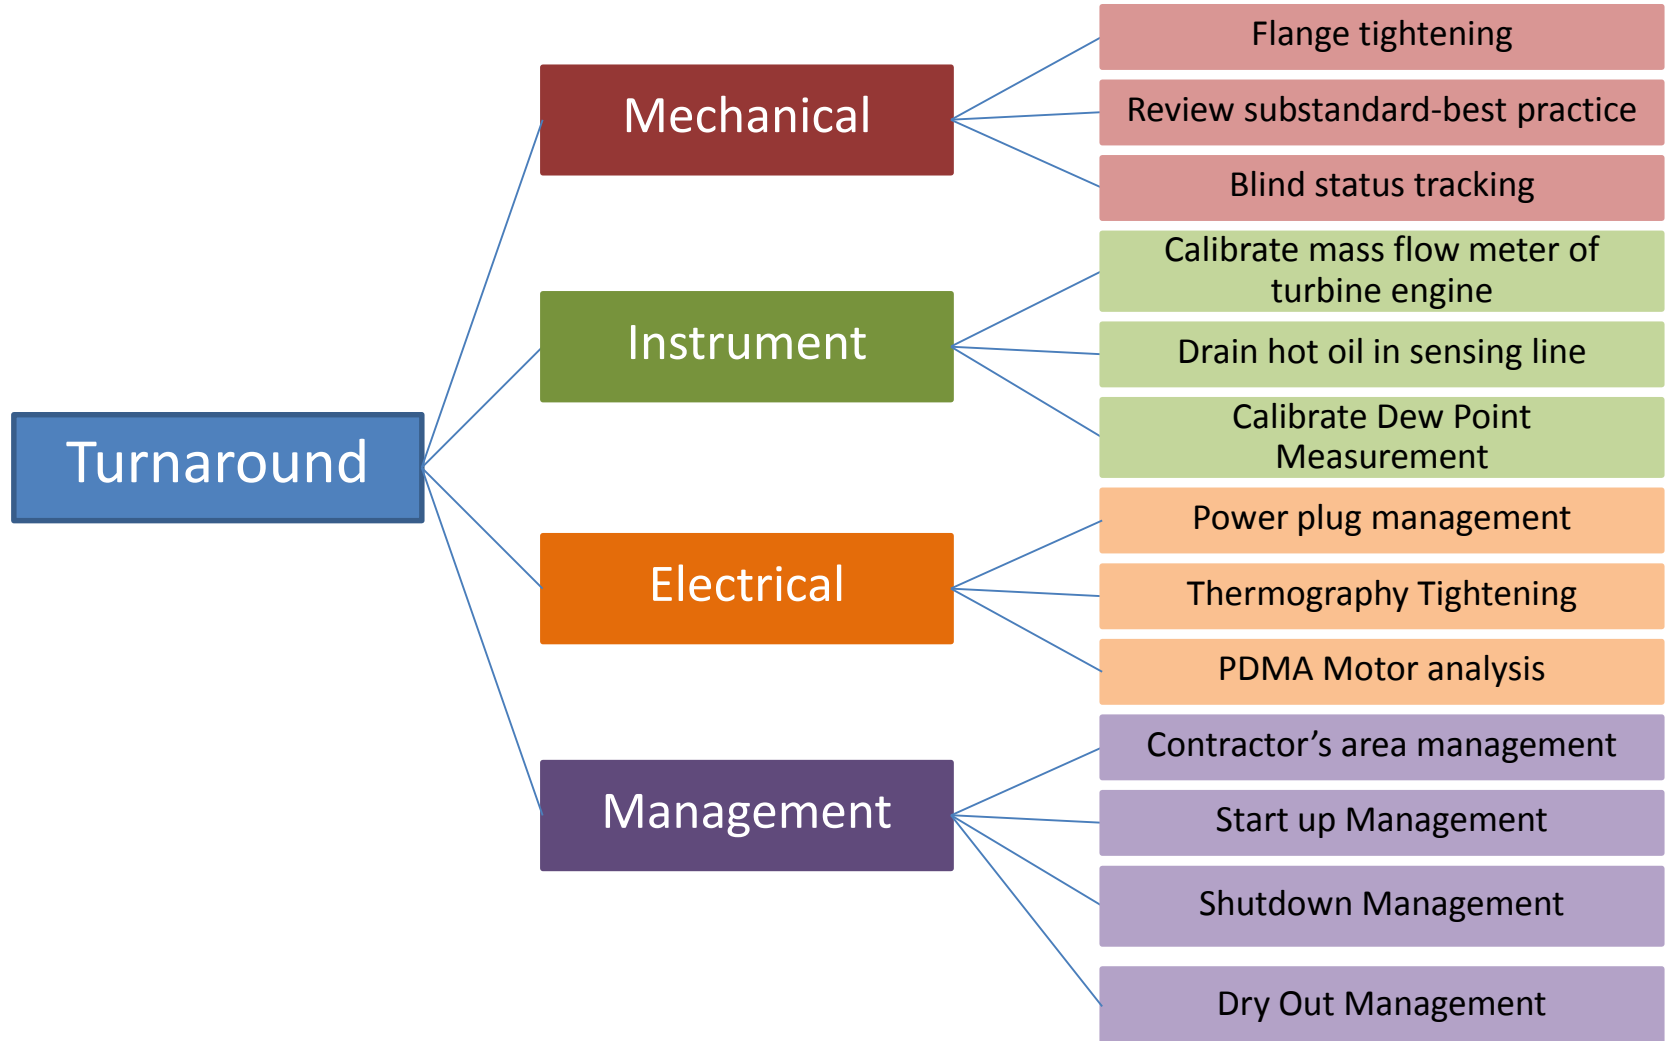 Turnaround
Mechanical
Flange tightening
Review substandard-best practice
Blind status tracking
Instrument
Calibrate mass flow meter of
turbine engine
Drain hot oil in sensing line
Calibrate Dew Point
Measurement
Electrical
Power plug management
Thermography Tightening
PDMA Motor analysis
Management
Contractor’s area management
Start up Management
Shutdown Management
Dry Out Management